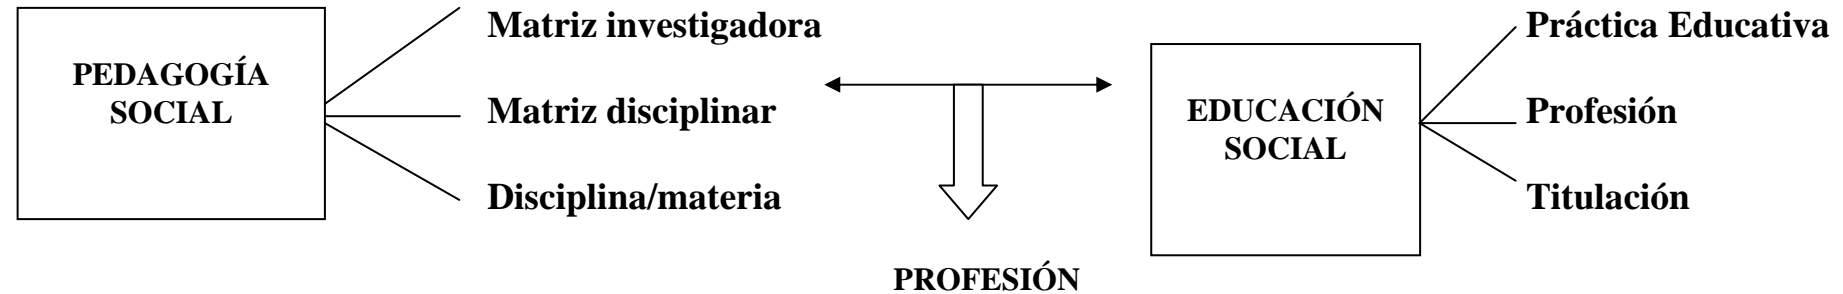 PEDAGOGÍA
SOCIAL
Matriz investigadora
Matriz disciplinar
Disciplina/materia
PROFESIÓN
EDUCACIÓN
SOCIAL
Práctica Educativa
Profesión
Titulación